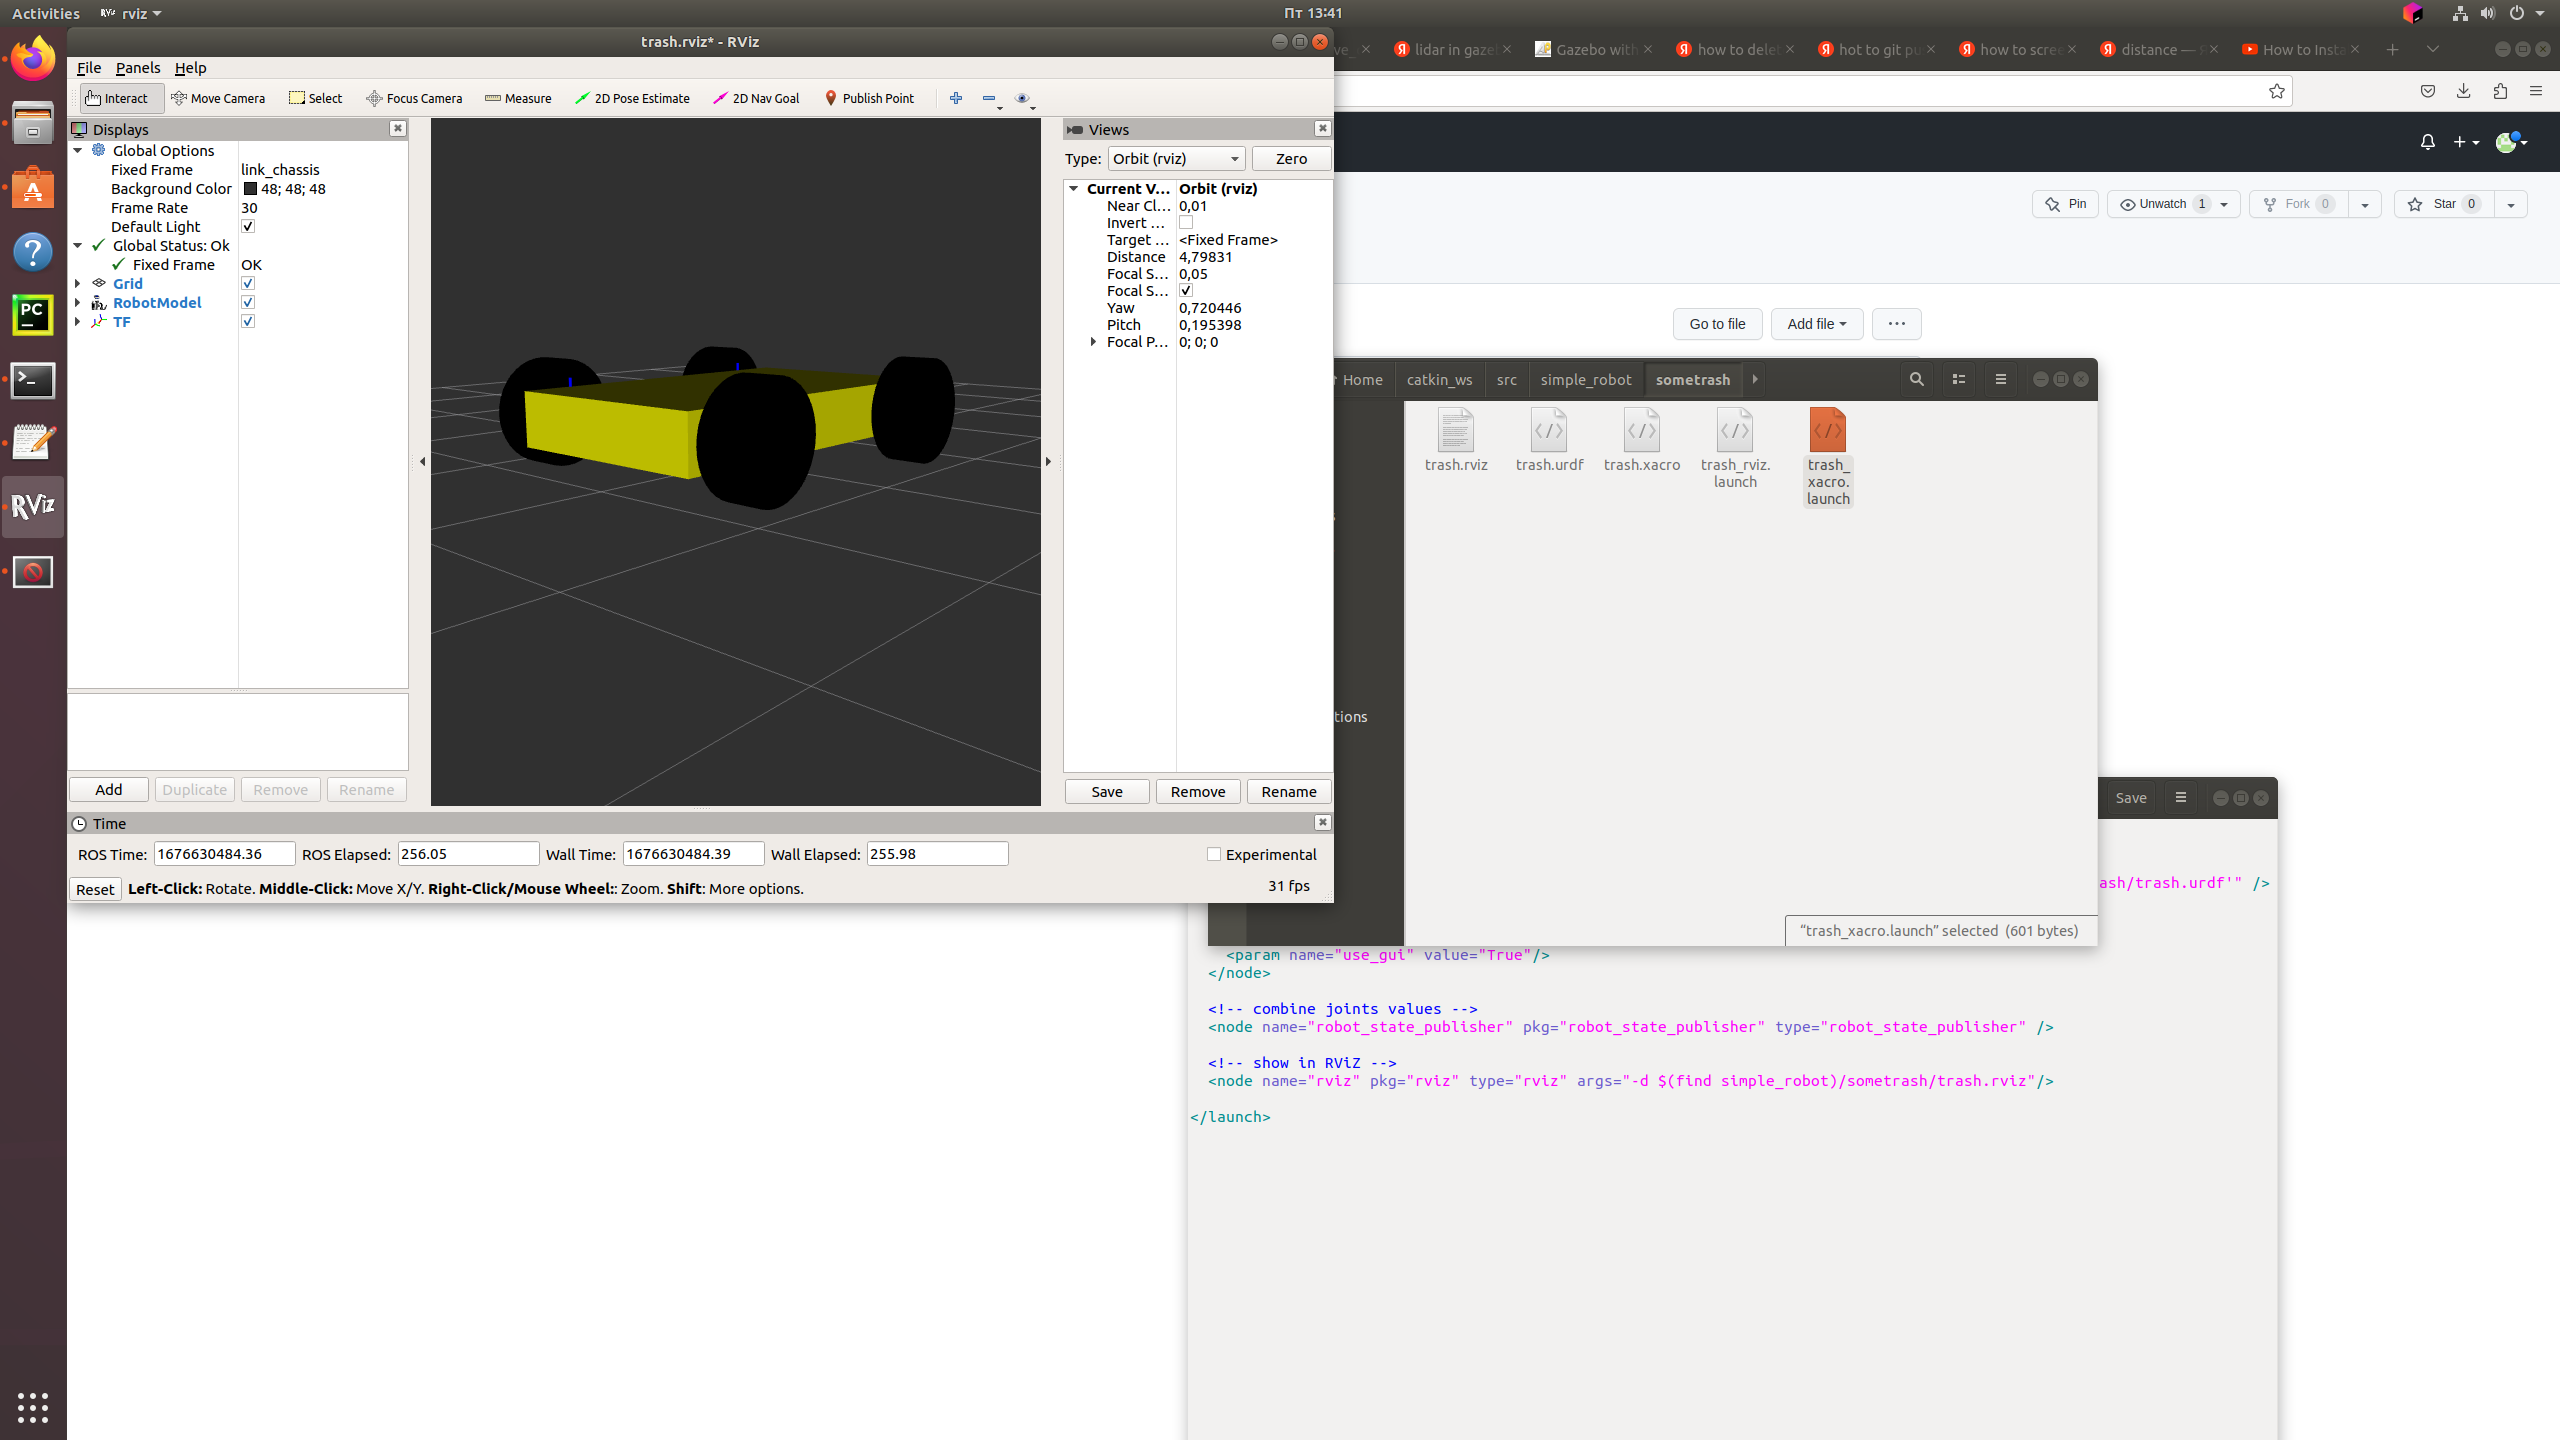 Activities
rviz
Пт 13:41
trash.rviz* - RViz
File Panels Help
Interact Move Camera Select Focus Camera Measure 2D Pose Estimate 2D Nav Goal Publish Point
Displays
Global Options
Fixed Frame link_chassis
Background Color 48; 48; 48
Frame Rate 30
Default Light
Global Status: Ok
Fixed Frame OK
Grid
RobotModel
TF
Add Duplicate Remove Rename
Views
Type: Orbit (rviz) Zero
Current V... Orbit (rviz)
Near Cl... 0,01
Invert ...
Target ... <Fixed Frame>
Distance 4,79831
Focal S... 0,05
Focal S...
Yaw 0,720446
Pitch 0,195398
Focal P... 0; 0; 0
Save Remove Rename
Time
ROS Time: 1676630484.36 ROS Elapsed: 256.05 Wall Time: 1676630484.39 Wall Elapsed: 255.98 Experimental
Reset Left-Click: Rotate. Middle-Click: Move X/Y. Right-Click/Mouse Wheel:: Zoom. Shift: More options. 31 fps
PC
RViz
lidar in gazel
Gazebo with
how to delet
hot to git pu
how to scree
distance — Я
How to Insta
Pin Unwatch 1 Fork 0 Star 0
Go to file Add file
Home catkin_ws src simple_robot sometrash
trash.rviz
trash.urdf
trash.xacro
trash_rviz.
launch
trash_
xacro.
launch
tions
“trash_xacro.launch” selected (601 bytes)
Save
ash/trash.urdf'" />
<param name="use_gui" value="True"/>
</node>
<!-- combine joints values -->
<node name="robot_state_publisher" pkg="robot_state_publisher" type="robot_state_publisher" />
<!-- show in RViZ -->
<node name="rviz" pkg="rviz" type="rviz" args="-d $(find simple_robot)/sometrash/trash.rviz"/>
</launch>